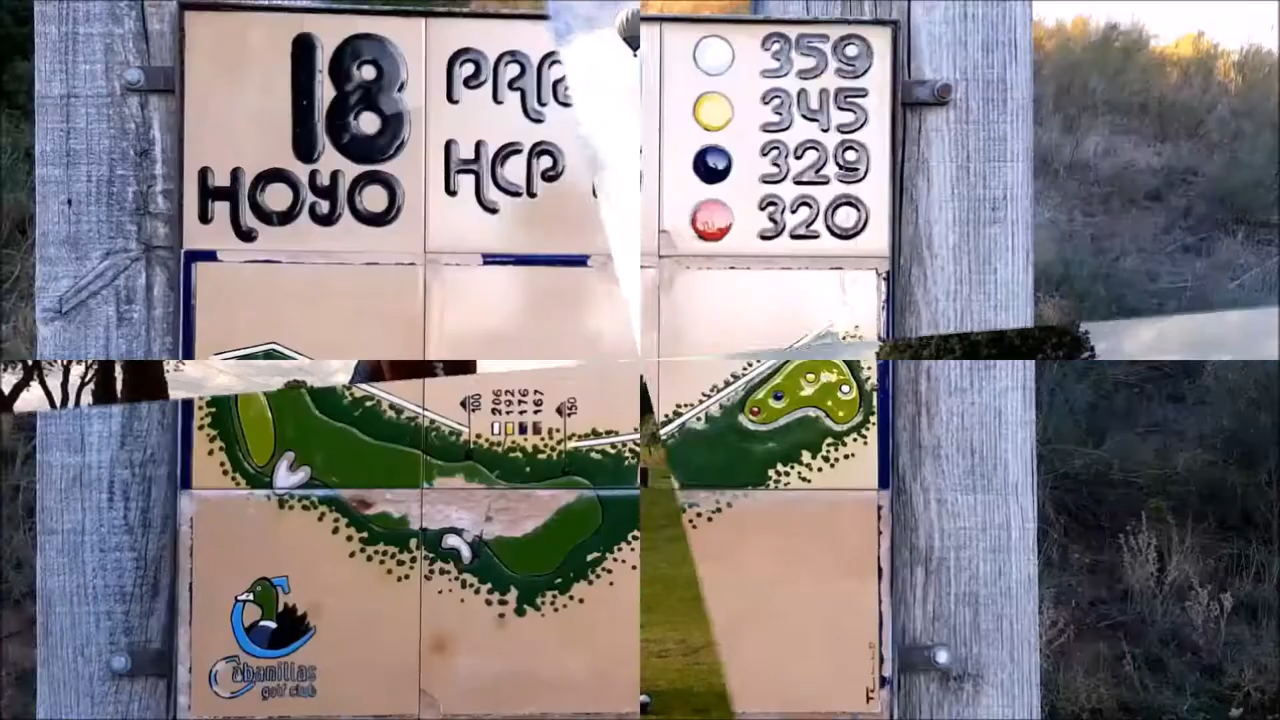 18
HOYO
PAR
HCP
359
345
329
320
100
206
192
176
167
150
Cabanillas
golf club